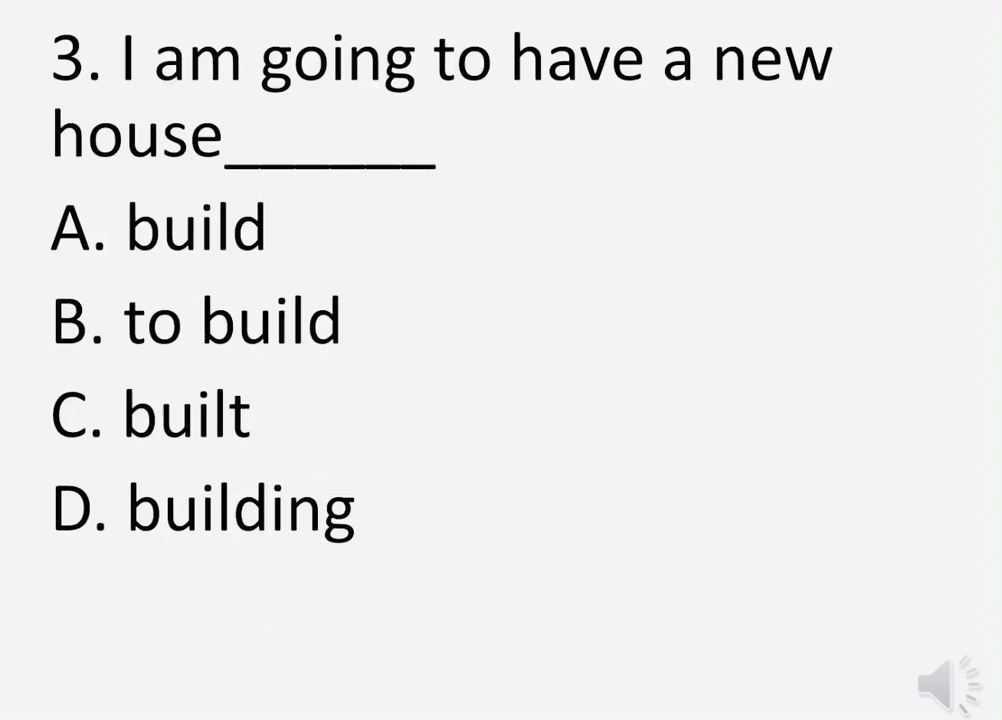 3. I am going to have a new
house______
A. build
B. to build
C. built
D. building